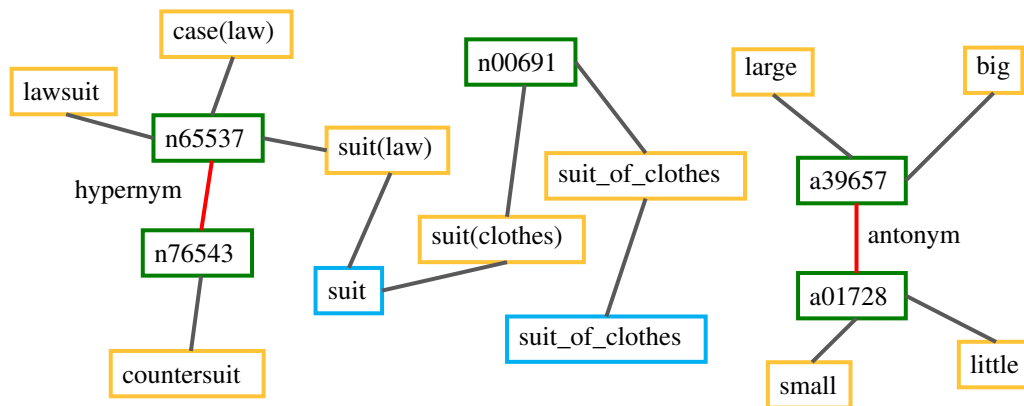 case(law)
lawsuit
n65537
suit(law)
hypernym
n76543
countersuit
suit
n00691
suit_of_clothes
suit(clothes)
suit_of_clothes
large
big
a39657
antonym
a01728
small
little